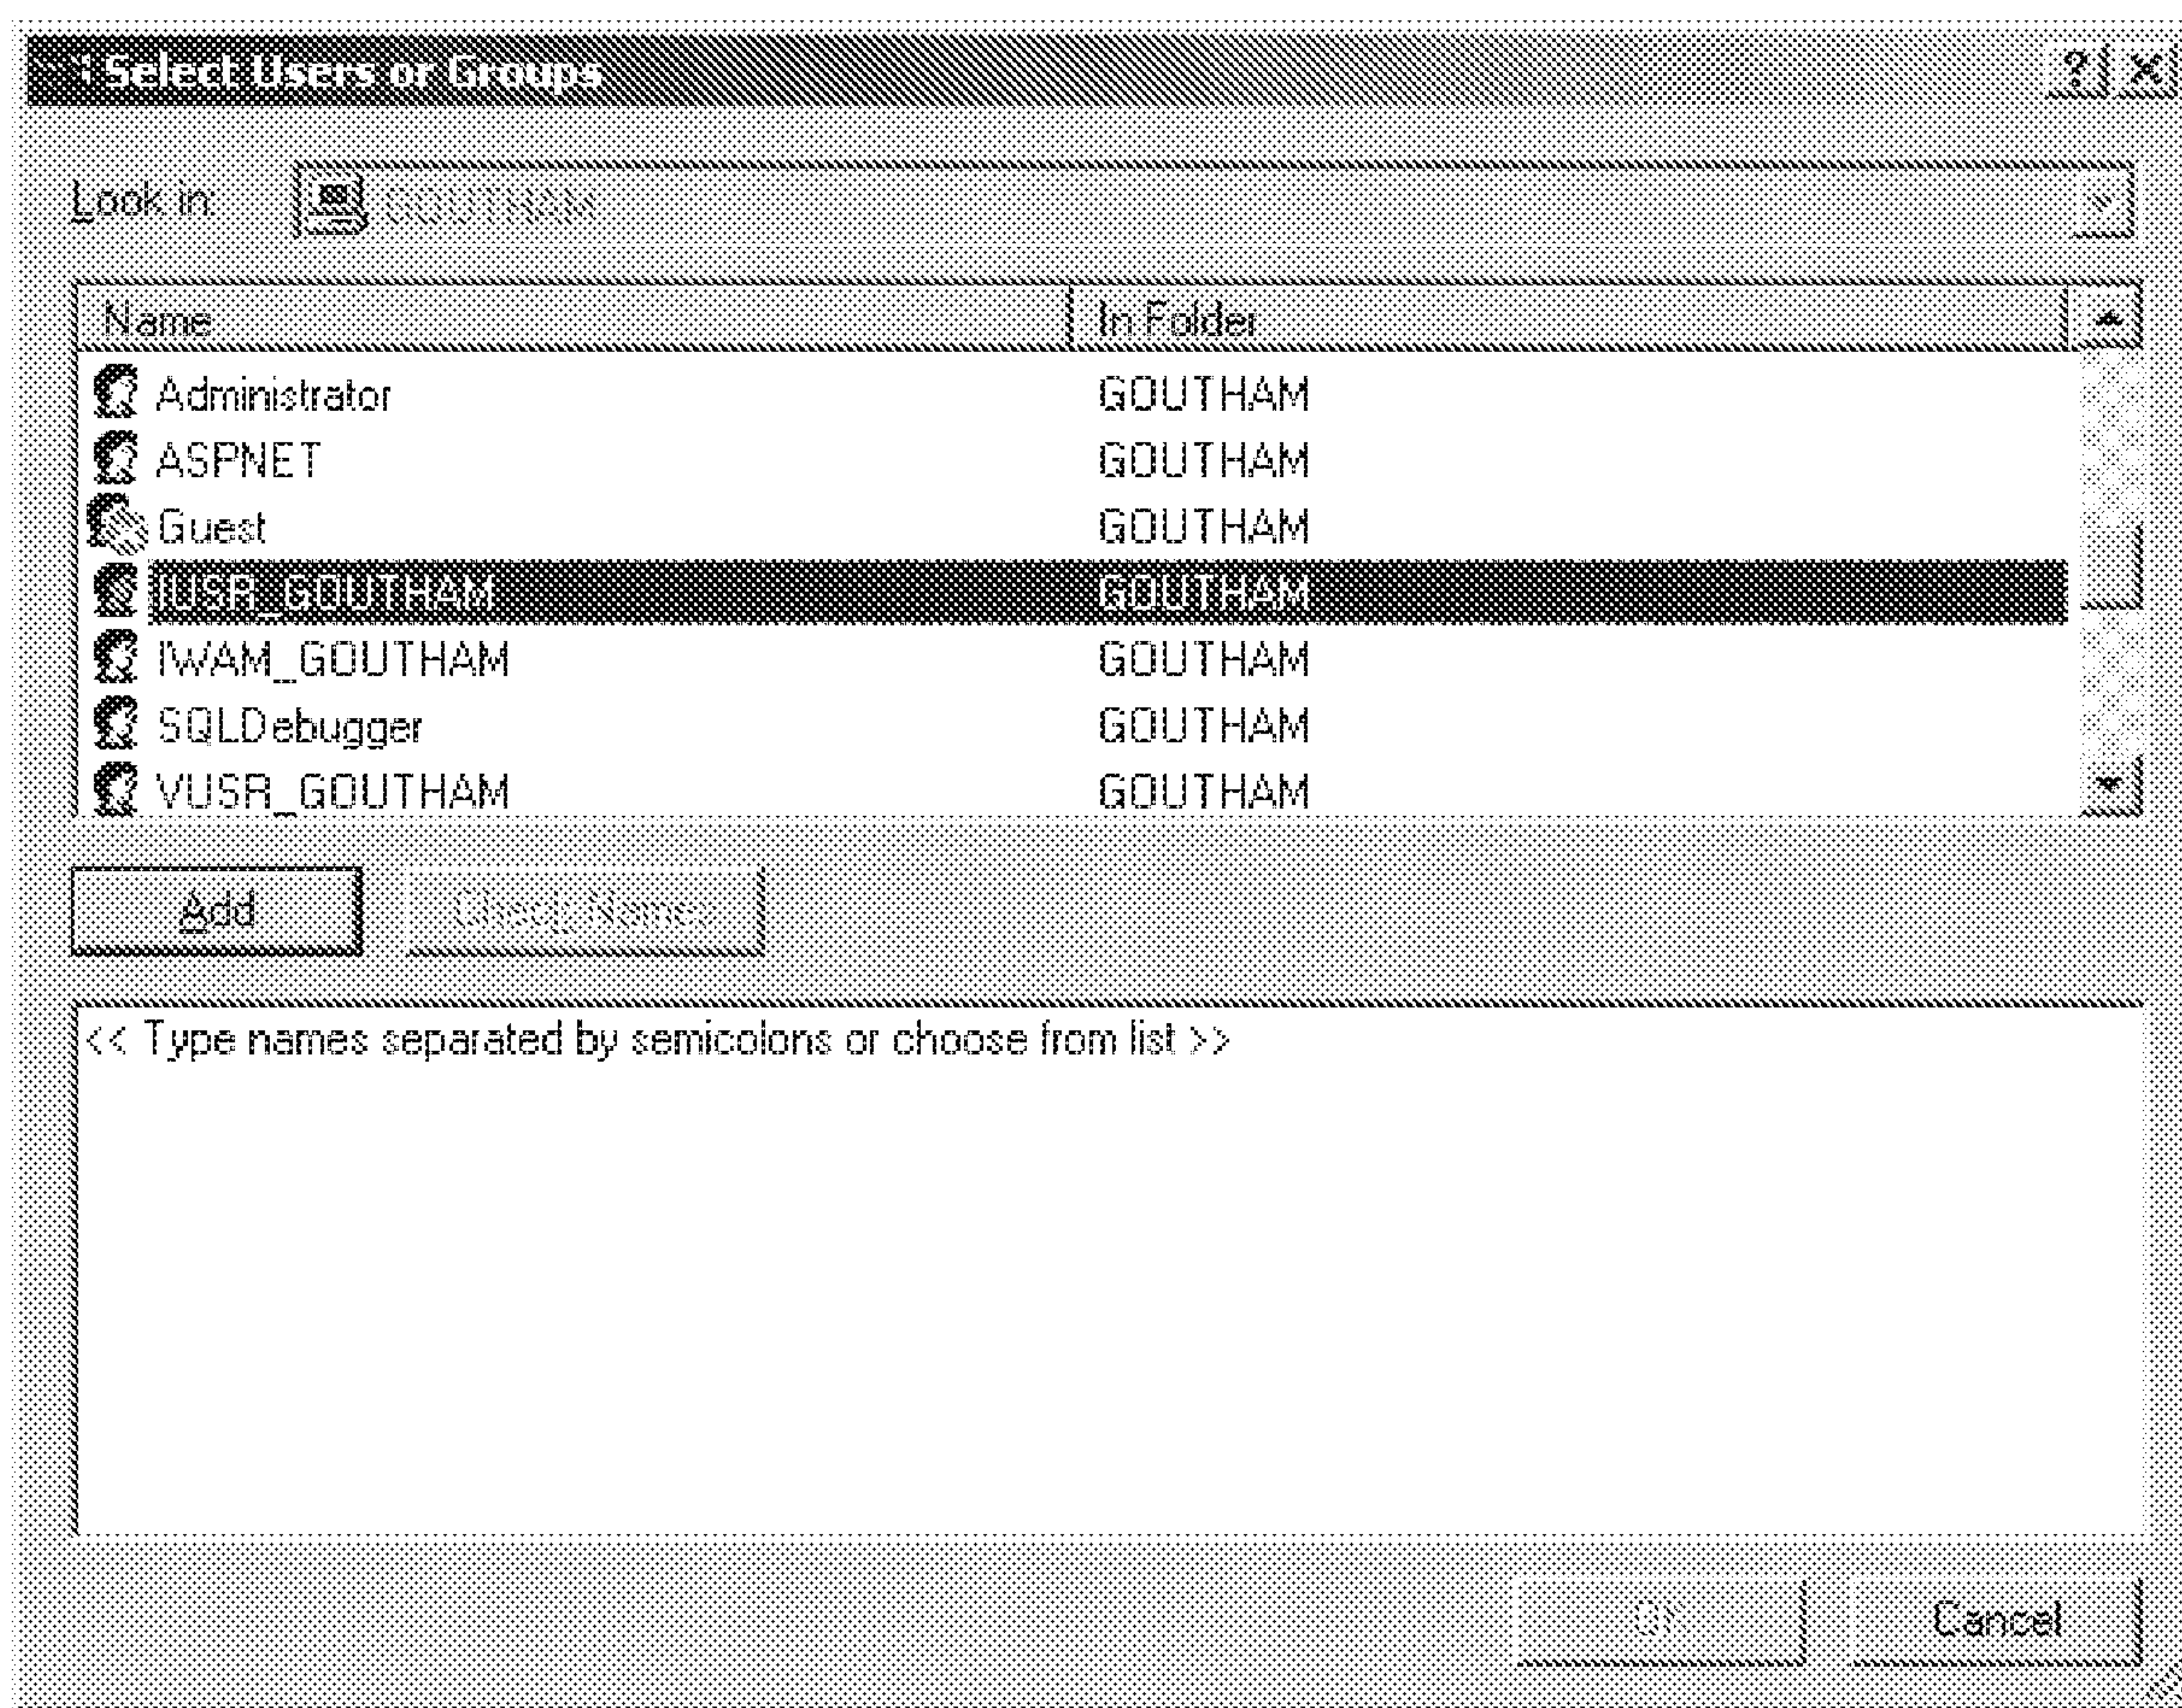 Select Users or Groups
Look in: GOUTHAM
Name In Folder
Administrator GOUTHAM
ASPNET GOUTHAM
Guest GOUTHAM
IUSR_GOUTHAM GOUTHAM
IWAM_GOUTHAM GOUTHAM
SQLDebugger GOUTHAM
VUSR_GOUTHAM GOUTHAM
Add Check Names
<< Type names separated by semicolons or choose from list >>
OK Cancel